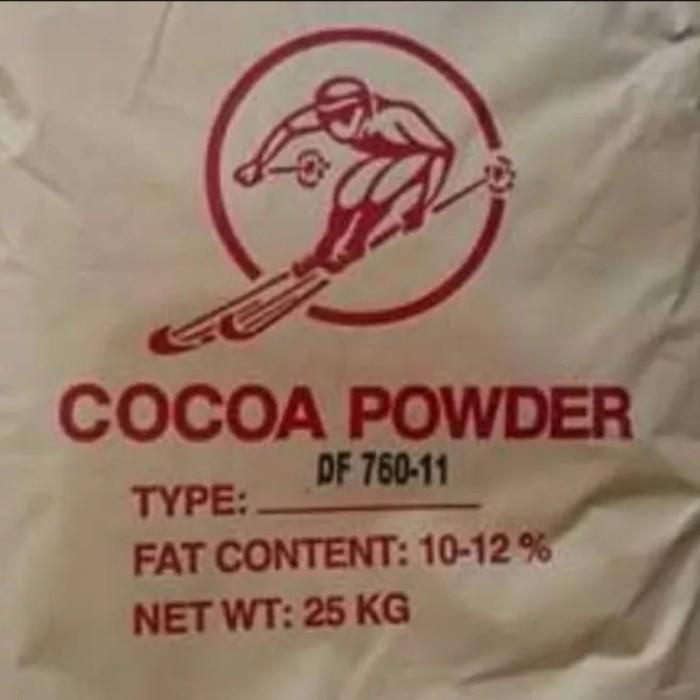 COCOA POWDER
DF 760-11
TYPE:
FAT CONTENT: 10-12 %
NET WT: 25 KG